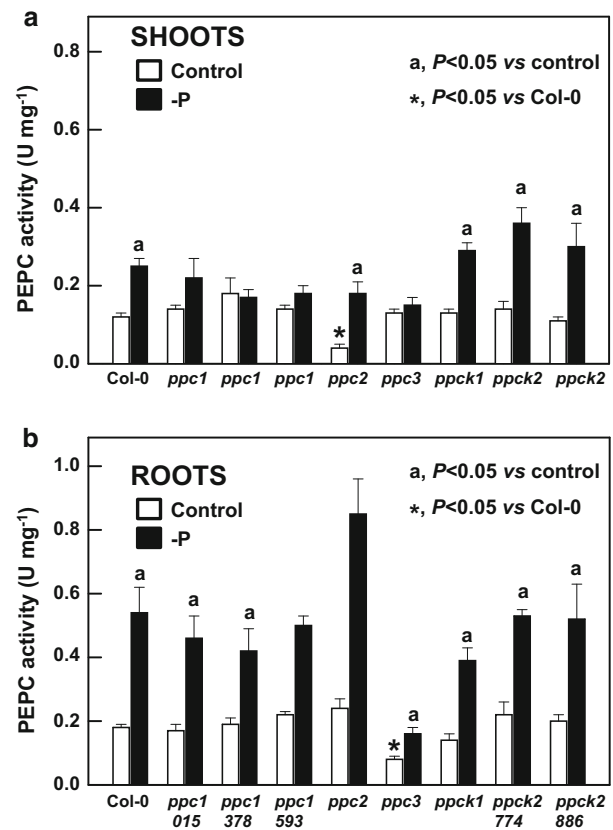 a
SHOOTS
Control
-P
a, P<0.05 vs control
*, P<0.05 vs Col-0
PEPC activity (U mg-1)
0.8
0.6
0.4
0.2
0.0
a
a
a
a
a
*
Col-0 ppc1 ppc1 ppc1 ppc2 ppc3 ppck1 ppck2 ppck2
b
ROOTS
Control
-P
a, P<0.05 vs control
*, P<0.05 vs Col-0
PEPC activity (U mg-1)
1.0
0.8
0.6
0.4
0.2
0.0
a
a
a
a
a
a
a
*
Col-0 ppc1 ppc1 ppc1 ppc2 ppc3 ppck1 ppck2 ppck2
015 378 593 774 886